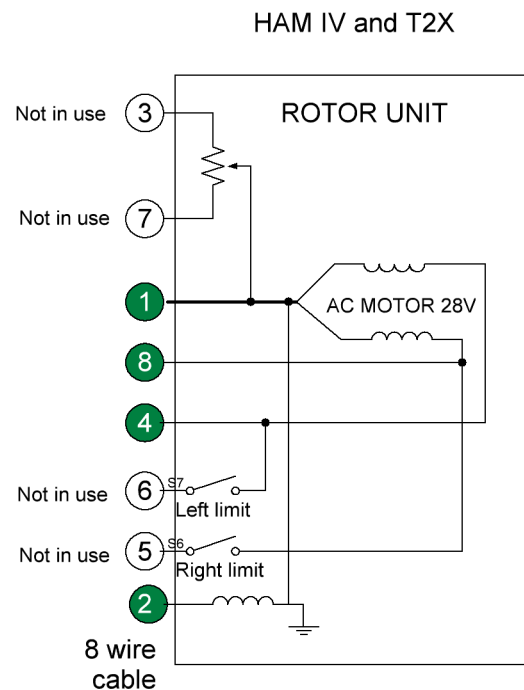 HAM IV and T2X
ROTOR UNIT
Not in use 3
Not in use 7
1
AC MOTOR 28V
8
4
Not in use 6 S7
Left limit
Not in use 5 S6
Right limit
2
8 wire
cable